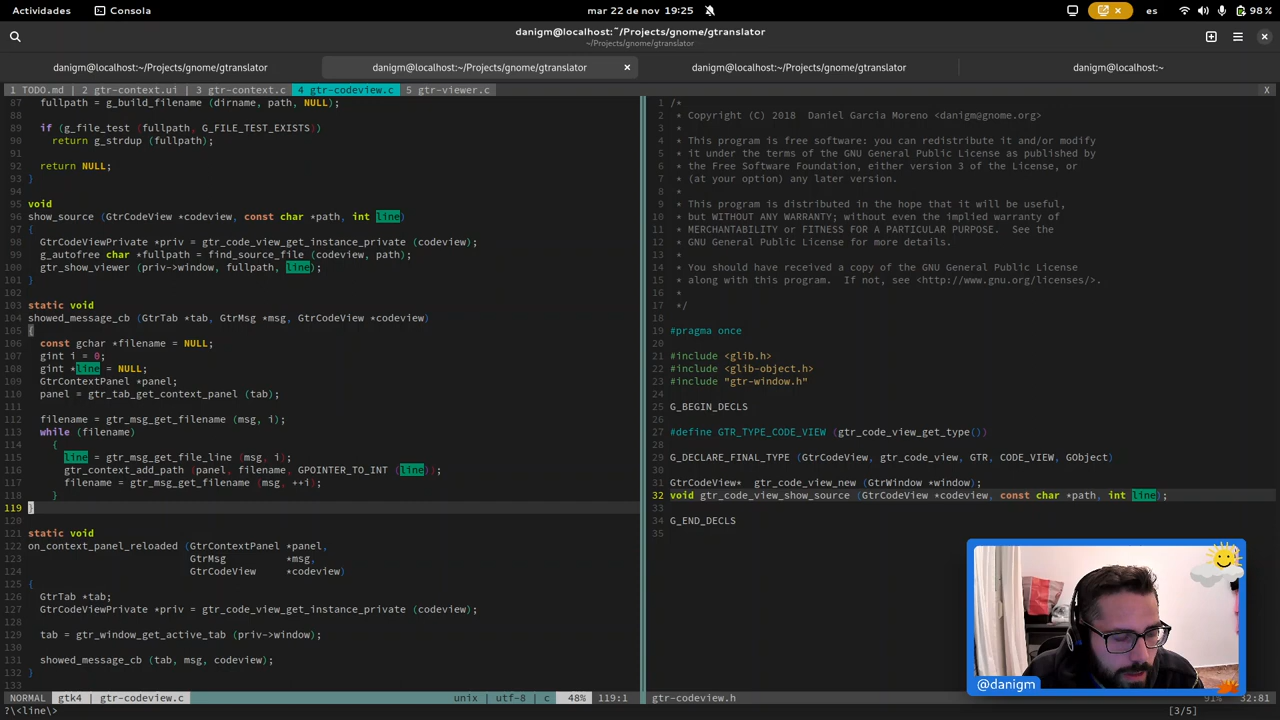 Actividades
Consola
mar 22 de nov 19:25
es
98 %
danigm@localhost:~/Projects/gnome/gtranslator
~/Projects/gnome/gtranslator
danigm@localhost:~/Projects/gnome/gtranslator
danigm@localhost:~/Projects/gnome/gtranslator
danigm@localhost:~/Projects/gnome/gtranslator
danigm@localhost:~
1 TODO.md | 2 gtr-context.ui | 3 gtr-context.c  4 gtr-codeview.c  5 gtr-viewer.c  X
87   fullpath = g_build_filename (dirname, path, NULL);
88
89   if (g_file_test (fullpath, G_FILE_TEST_EXISTS))
90     return g_strdup (fullpath);
91
92   return NULL;
93 }
94
95 void
96 show_source (GtrCodeView *codeview, const char *path, int line)
97 {
98   GtrCodeViewPrivate *priv = gtr_code_view_get_instance_private (codeview);
99   g_autofree char *fullpath = find_source_file (codeview, path);
100   gtr_show_viewer (priv->window, fullpath, line);
101 }
102
103 static void
104 showed_message_cb (GtrTab *tab, GtrMsg *msg, GtrCodeView *codeview)
105 {
106   const gchar *filename = NULL;
107   gint i = 0;
108   gint *line = NULL;
109   GtrContextPanel *panel;
110   panel = gtr_tab_get_context_panel (tab);
111
112   filename = gtr_msg_get_filename (msg, i);
113   while (filename)
114     {
115       line = gtr_msg_get_file_line (msg, i);
116       gtr_context_add_path (panel, filename, GPOINTER_TO_INT (line));
117       filename = gtr_msg_get_filename (msg, ++i);
118     }
119 }
120
121 static void
122 on_context_panel_reloaded (GtrContextPanel *panel,
123                            GtrMsg          *msg,
124                            GtrCodeView     *codeview)
125 {
126   GtrTab *tab;
127   GtrCodeViewPrivate *priv = gtr_code_view_get_instance_private (codeview);
128
129   tab = gtr_window_get_active_tab (priv->window);
130
131   showed_message_cb (tab, msg, codeview);
132 }
133
NORMAL  gtk4 | gtr-codeview.c  unix | utf-8 | c  48%  119:1
?\<line\>
1 /*
2  * Copyright (C) 2018  Daniel Garcia Moreno <danigm@gnome.org>
3  *
4  * This program is free software: you can redistribute it and/or modify
5  * it under the terms of the GNU General Public License as published by
6  * the Free Software Foundation, either version 3 of the License, or
7  * (at your option) any later version.
8  *
9  * This program is distributed in the hope that it will be useful,
10  * but WITHOUT ANY WARRANTY; without even the implied warranty of
11  * MERCHANTABILITY or FITNESS FOR A PARTICULAR PURPOSE.  See the
12  * GNU General Public License for more details.
13  *
14  * You should have received a copy of the GNU General Public License
15  * along with this program.  If not, see <http://www.gnu.org/licenses/>.
16  *
17  */
18
19 #pragma once
20
21 #include <glib.h>
22 #include <glib-object.h>
23 #include "gtr-window.h"
24
25 G_BEGIN_DECLS
26
27 #define GTR_TYPE_CODE_VIEW (gtr_code_view_get_type())
28
29 G_DECLARE_FINAL_TYPE (GtrCodeView, gtr_code_view, GTR, CODE_VIEW, GObject)
30
31 GtrCodeView*  gtr_code_view_new (GtrWindow *window);
32 void gtr_code_view_show_source (GtrCodeView *codeview, const char *path, int line);
33
34 G_END_DECLS
35
@danigm
gtr-codeview.h  91%  32:81
[3/5]